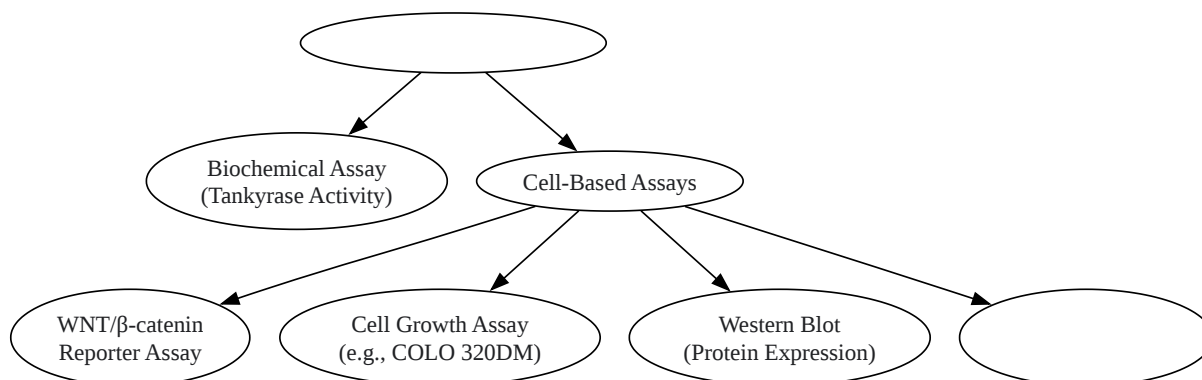 Biochemical Assay
(Tankyrase Activity)
Cell-Based Assays
WNT/β-catenin
Reporter Assay
Cell Growth Assay
(e.g., COLO 320DM)
Western Blot
(Protein Expression)